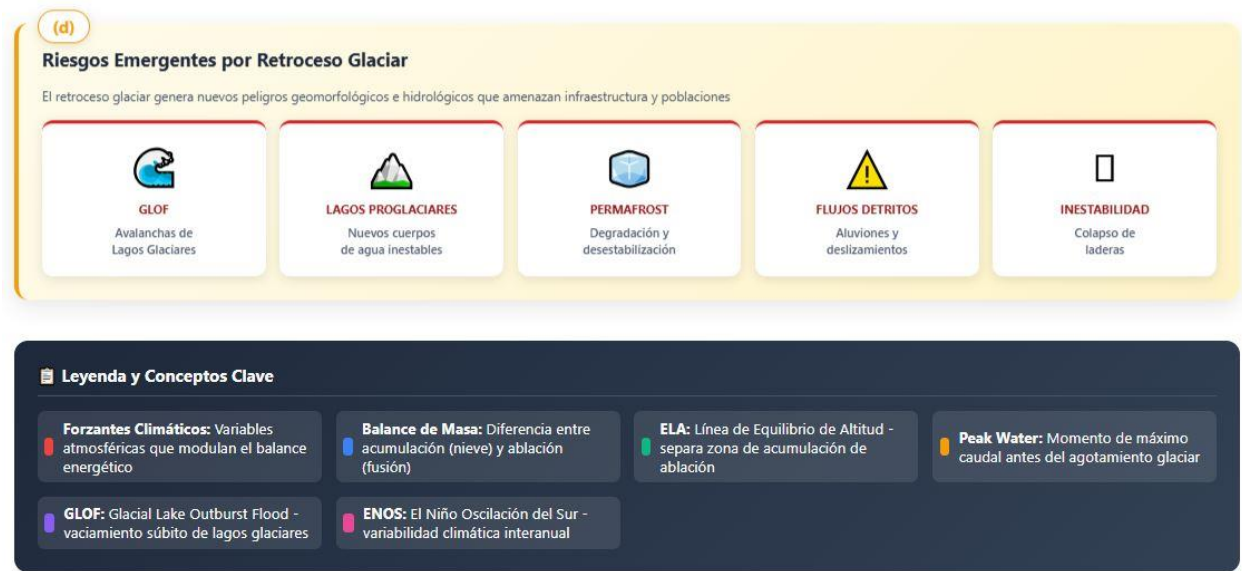 (d)
Riesgos Emergentes por Retroceso Glaciar
El retroceso glaciar genera nuevos peligros geomorfológicos e hidrológicos que amenazan infraestructura y poblaciones
GLOF
Avalanchas de
Lagos Glaciares
LAGOS PROGLACIARES
Nuevos cuerpos
de agua inestables
PERMAFROST
Degradación y
desestabilización
FLUJOS DETRITOS
Aluviones y
deslizamientos
INESTABILIDAD
Colapso de
laderas
Leyenda y Conceptos Clave
Forzantes Climáticos: Variables
atmosféricas que modulan el balance
energético
Balance de Masa: Diferencia entre
acumulación (nieve) y ablación
(fusión)
ELA: Línea de Equilibrio de Altitud -
separa zona de acumulación de
ablación
Peak Water: Momento de máximo
caudal antes del agotamiento glaciar
GLOF: Glacial Lake Outburst Flood -
vaciamiento súbito de lagos glaciares
ENOS: El Niño Oscilación del Sur -
variabilidad climática interanual